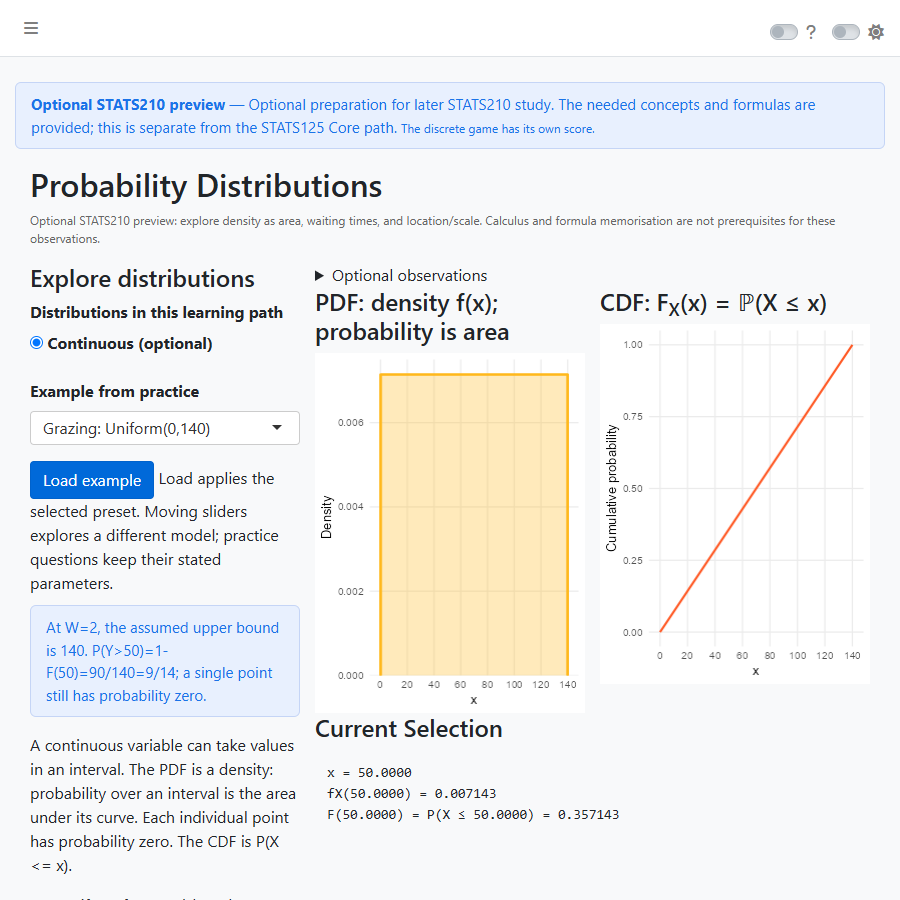 ?
Optional STATS210 preview — Optional preparation for later STATS210 study. The needed concepts and formulas are
provided; this is separate from the STATS125 Core path. The discrete game has its own score.
Probability Distributions
Optional STATS210 preview: explore density as area, waiting times, and location/scale. Calculus and formula memorisation are not prerequisites for these
observations.
Explore distributions
Distributions in this learning path
Continuous (optional)
Example from practice
Grazing: Uniform(0,140)
Load example Load applies the
selected preset. Moving sliders
explores a different model; practice
questions keep their stated
parameters.
At W=2, the assumed upper bound
is 140. P(Y>50)=1-
F(50)=90/140=9/14; a single point
still has probability zero.
A continuous variable can take values
in an interval. The PDF is a density:
probability over an interval is the area
under its curve. Each individual point
has probability zero. The CDF is P(X
<= x).
▶ Optional observations
PDF: density f(x);
probability is area
Density
0.006
0.004
0.002
0.000
0 20 40 60 80 100 120 140
x
CDF: FX(x) = ℙ(X ≤ x)
Cumulative probability
1.00
0.75
0.50
0.25
0.00
0 20 40 60 80 100 120 140
x
Current Selection
x = 50.0000
fX(50.0000) = 0.007143
F(50.0000) = P(X ≤ 50.0000) = 0.357143